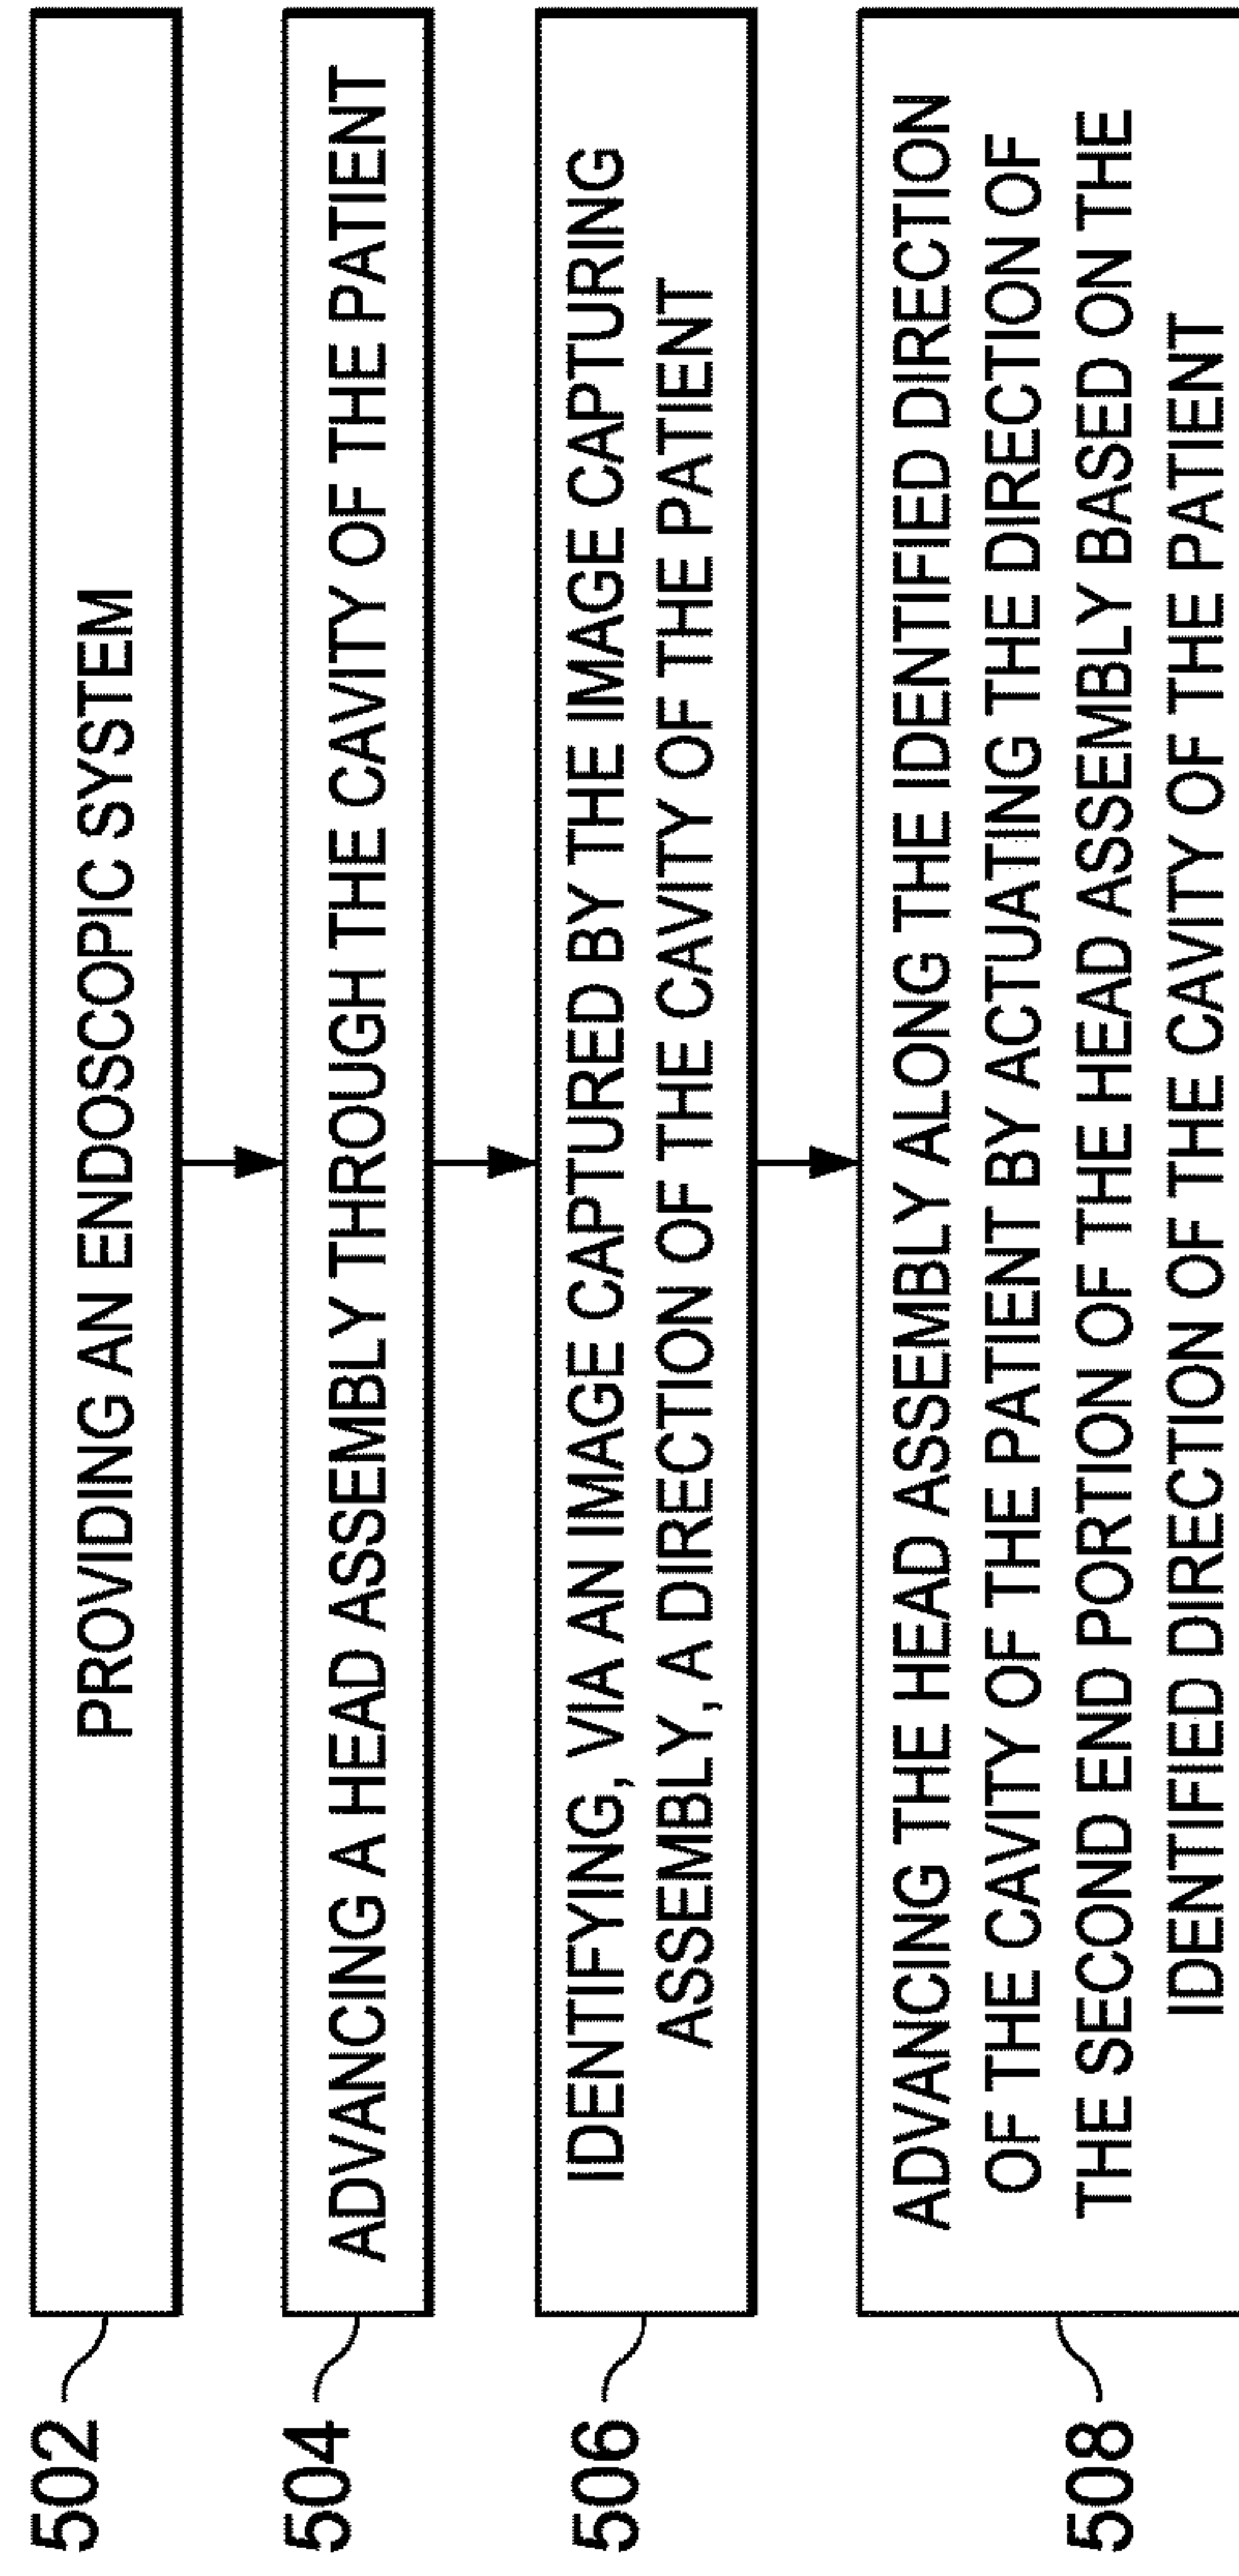 502
PROVIDING AN ENDOSCOPIC SYSTEM
504
ADVANCING A HEAD ASSEMBLY THROUGH THE CAVITY OF THE PATIENT
506
IDENTIFYING, VIA AN IMAGE CAPTURED BY THE IMAGE CAPTURING
ASSEMBLY, A DIRECTION OF THE CAVITY OF THE PATIENT
508
ADVANCING THE HEAD ASSEMBLY ALONG THE IDENTIFIED DIRECTION
OF THE CAVITY OF THE PATIENT BY ACTUATING THE DIRECTION OF
THE SECOND END PORTION OF THE HEAD ASSEMBLY BASED ON THE
IDENTIFIED DIRECTION OF THE CAVITY OF THE PATIENT